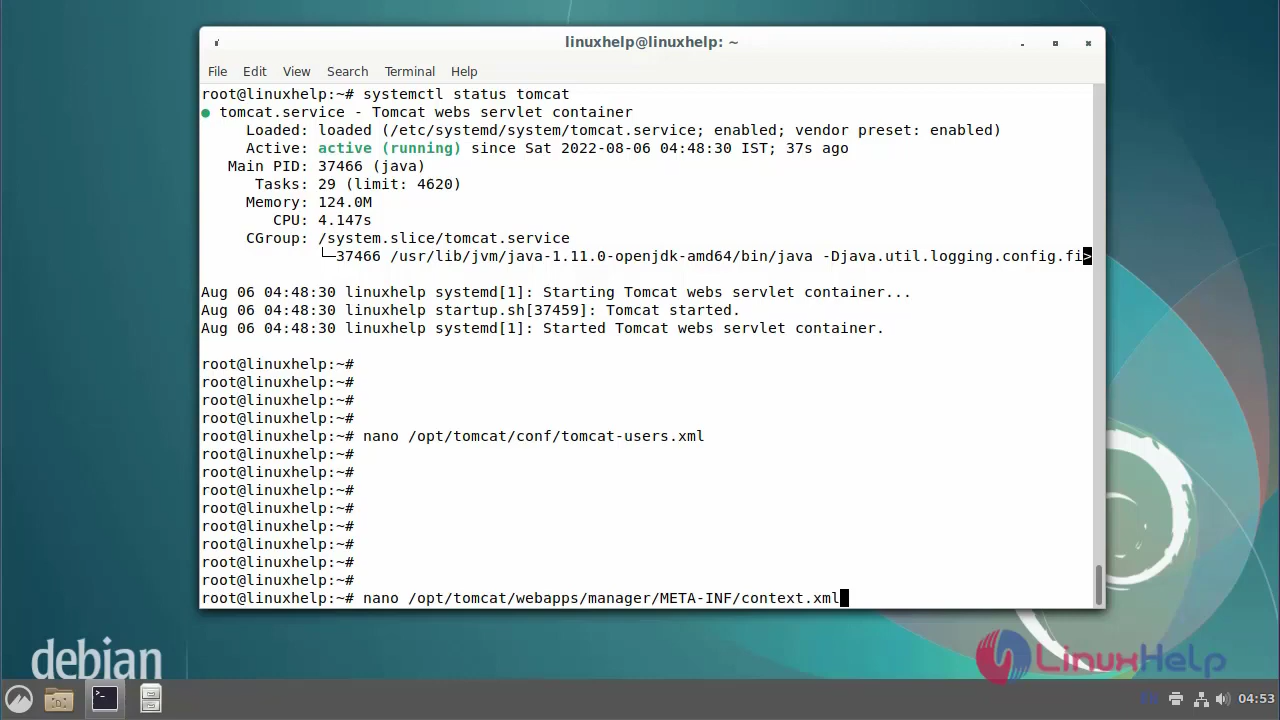 linuxhelp@linuxhelp: ~
File Edit View Search Terminal Help
root@linuxhelp:~# systemctl status tomcat
● tomcat.service - Tomcat webs servlet container
     Loaded: loaded (/etc/systemd/system/tomcat.service; enabled; vendor preset: enabled)
     Active: active (running) since Sat 2022-08-06 04:48:30 IST; 37s ago
   Main PID: 37466 (java)
      Tasks: 29 (limit: 4620)
     Memory: 124.0M
        CPU: 4.147s
     CGroup: /system.slice/tomcat.service
             └─37466 /usr/lib/jvm/java-1.11.0-openjdk-amd64/bin/java -Djava.util.logging.config.fi>
Aug 06 04:48:30 linuxhelp systemd[1]: Starting Tomcat webs servlet container...
Aug 06 04:48:30 linuxhelp startup.sh[37459]: Tomcat started.
Aug 06 04:48:30 linuxhelp systemd[1]: Started Tomcat webs servlet container.
root@linuxhelp:~#
root@linuxhelp:~#
root@linuxhelp:~#
root@linuxhelp:~#
root@linuxhelp:~# nano /opt/tomcat/conf/tomcat-users.xml
root@linuxhelp:~#
root@linuxhelp:~#
root@linuxhelp:~#
root@linuxhelp:~#
root@linuxhelp:~#
root@linuxhelp:~#
root@linuxhelp:~#
root@linuxhelp:~#
root@linuxhelp:~# nano /opt/tomcat/webapps/manager/META-INF/context.xml
debian
LinuxHelp
04:53